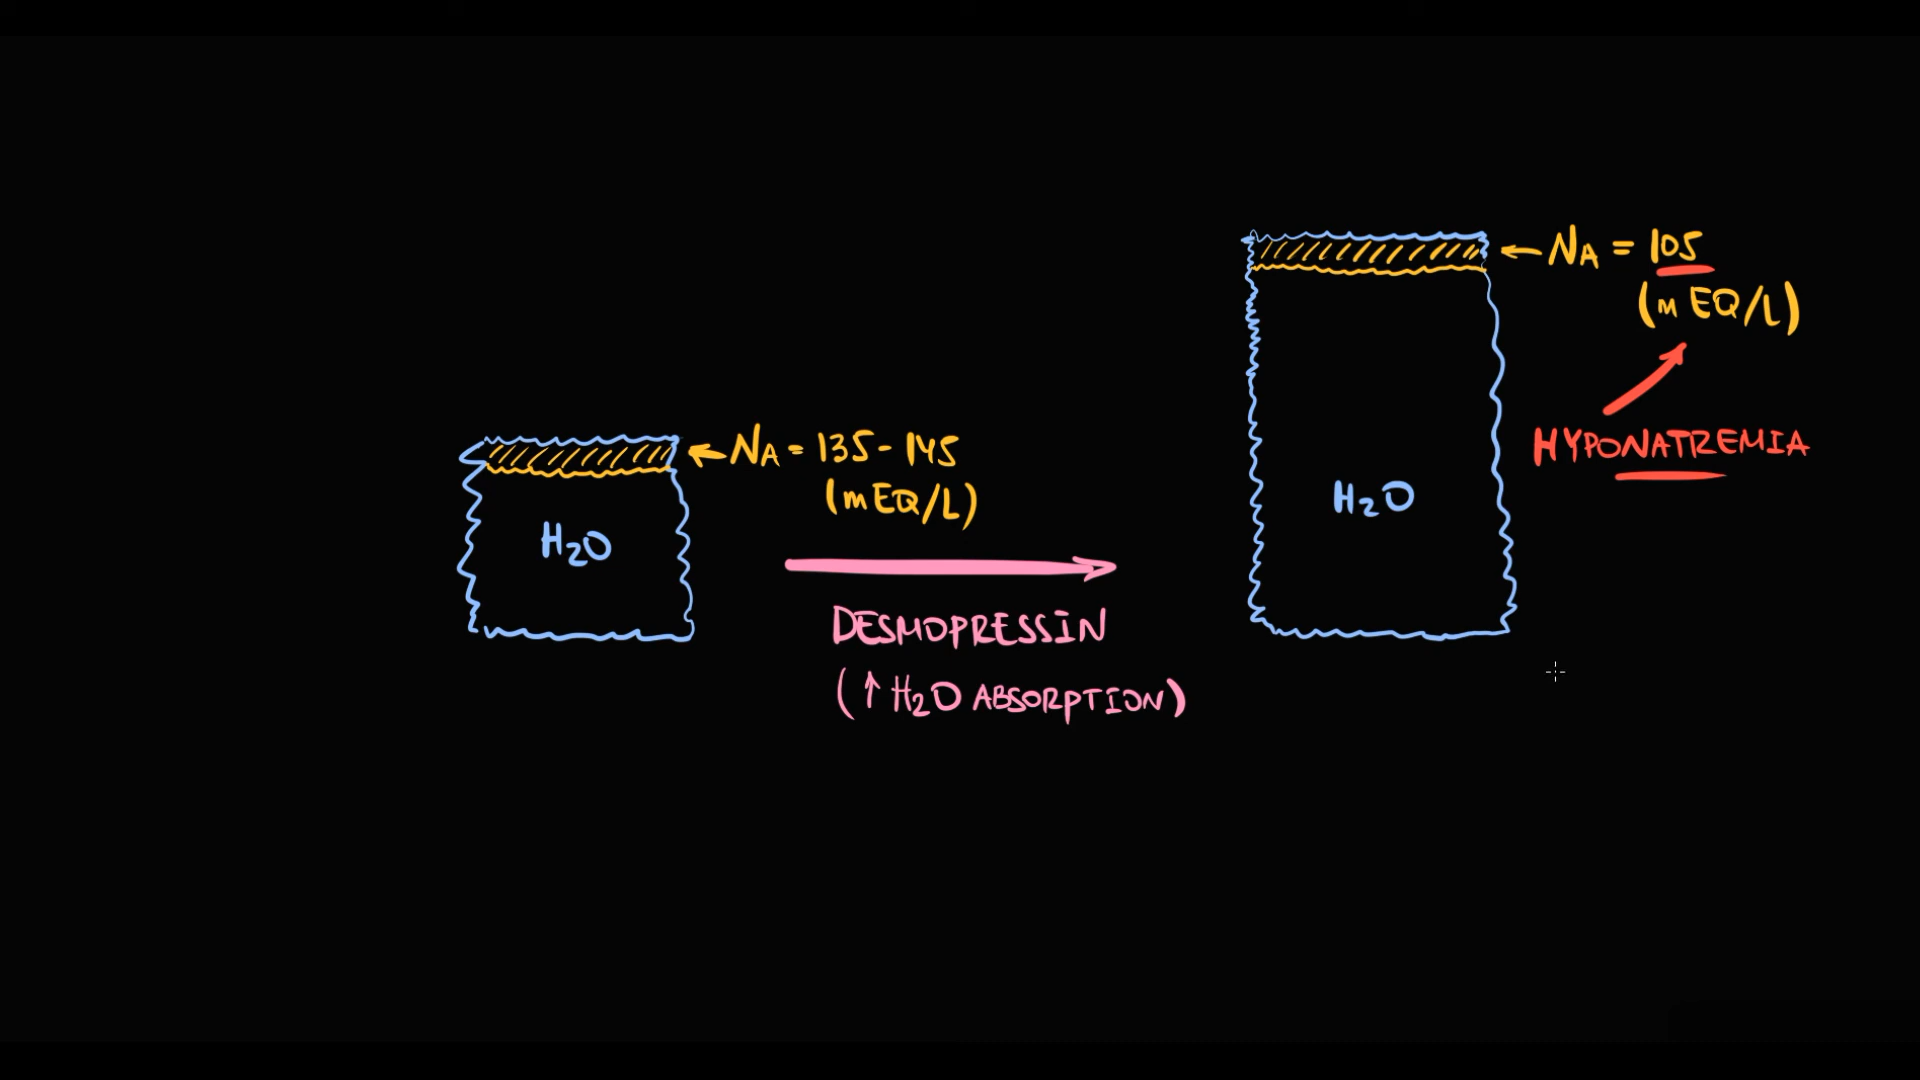 NA = 135 - 145
(mEQ/L)
H2O
DESMOPRESSIN
(↑ H2O ABSORPTION)
NA = 105
(mEQ/L)
HYPONATREMIA
H2O